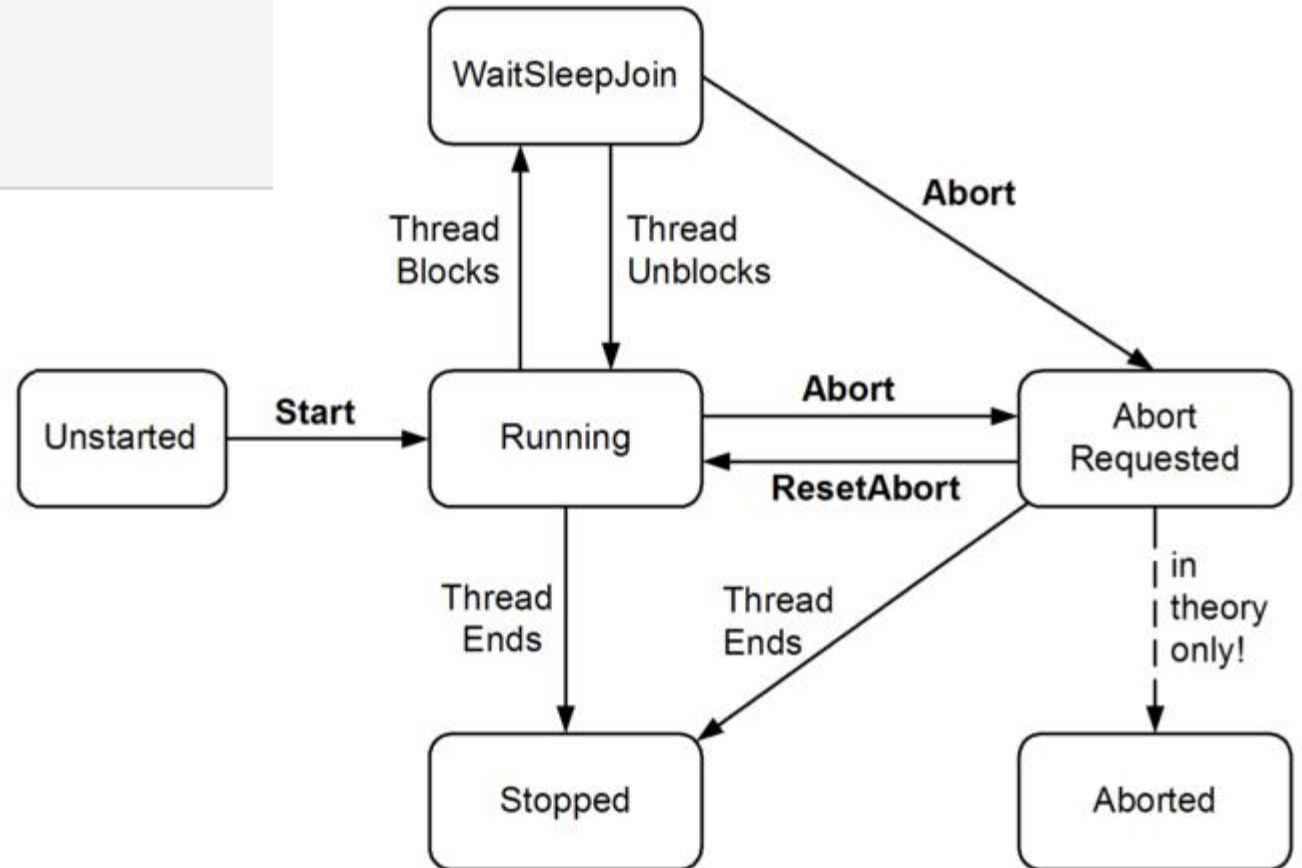 WaitSleepJoin
Abort
Thread
Blocks
Thread
Unblocks
Unstarted
Start
Running
Abort
ResetAbort
Abort
Requested
Thread
Ends
Thread
Ends
in
theory
only!
Stopped
Aborted